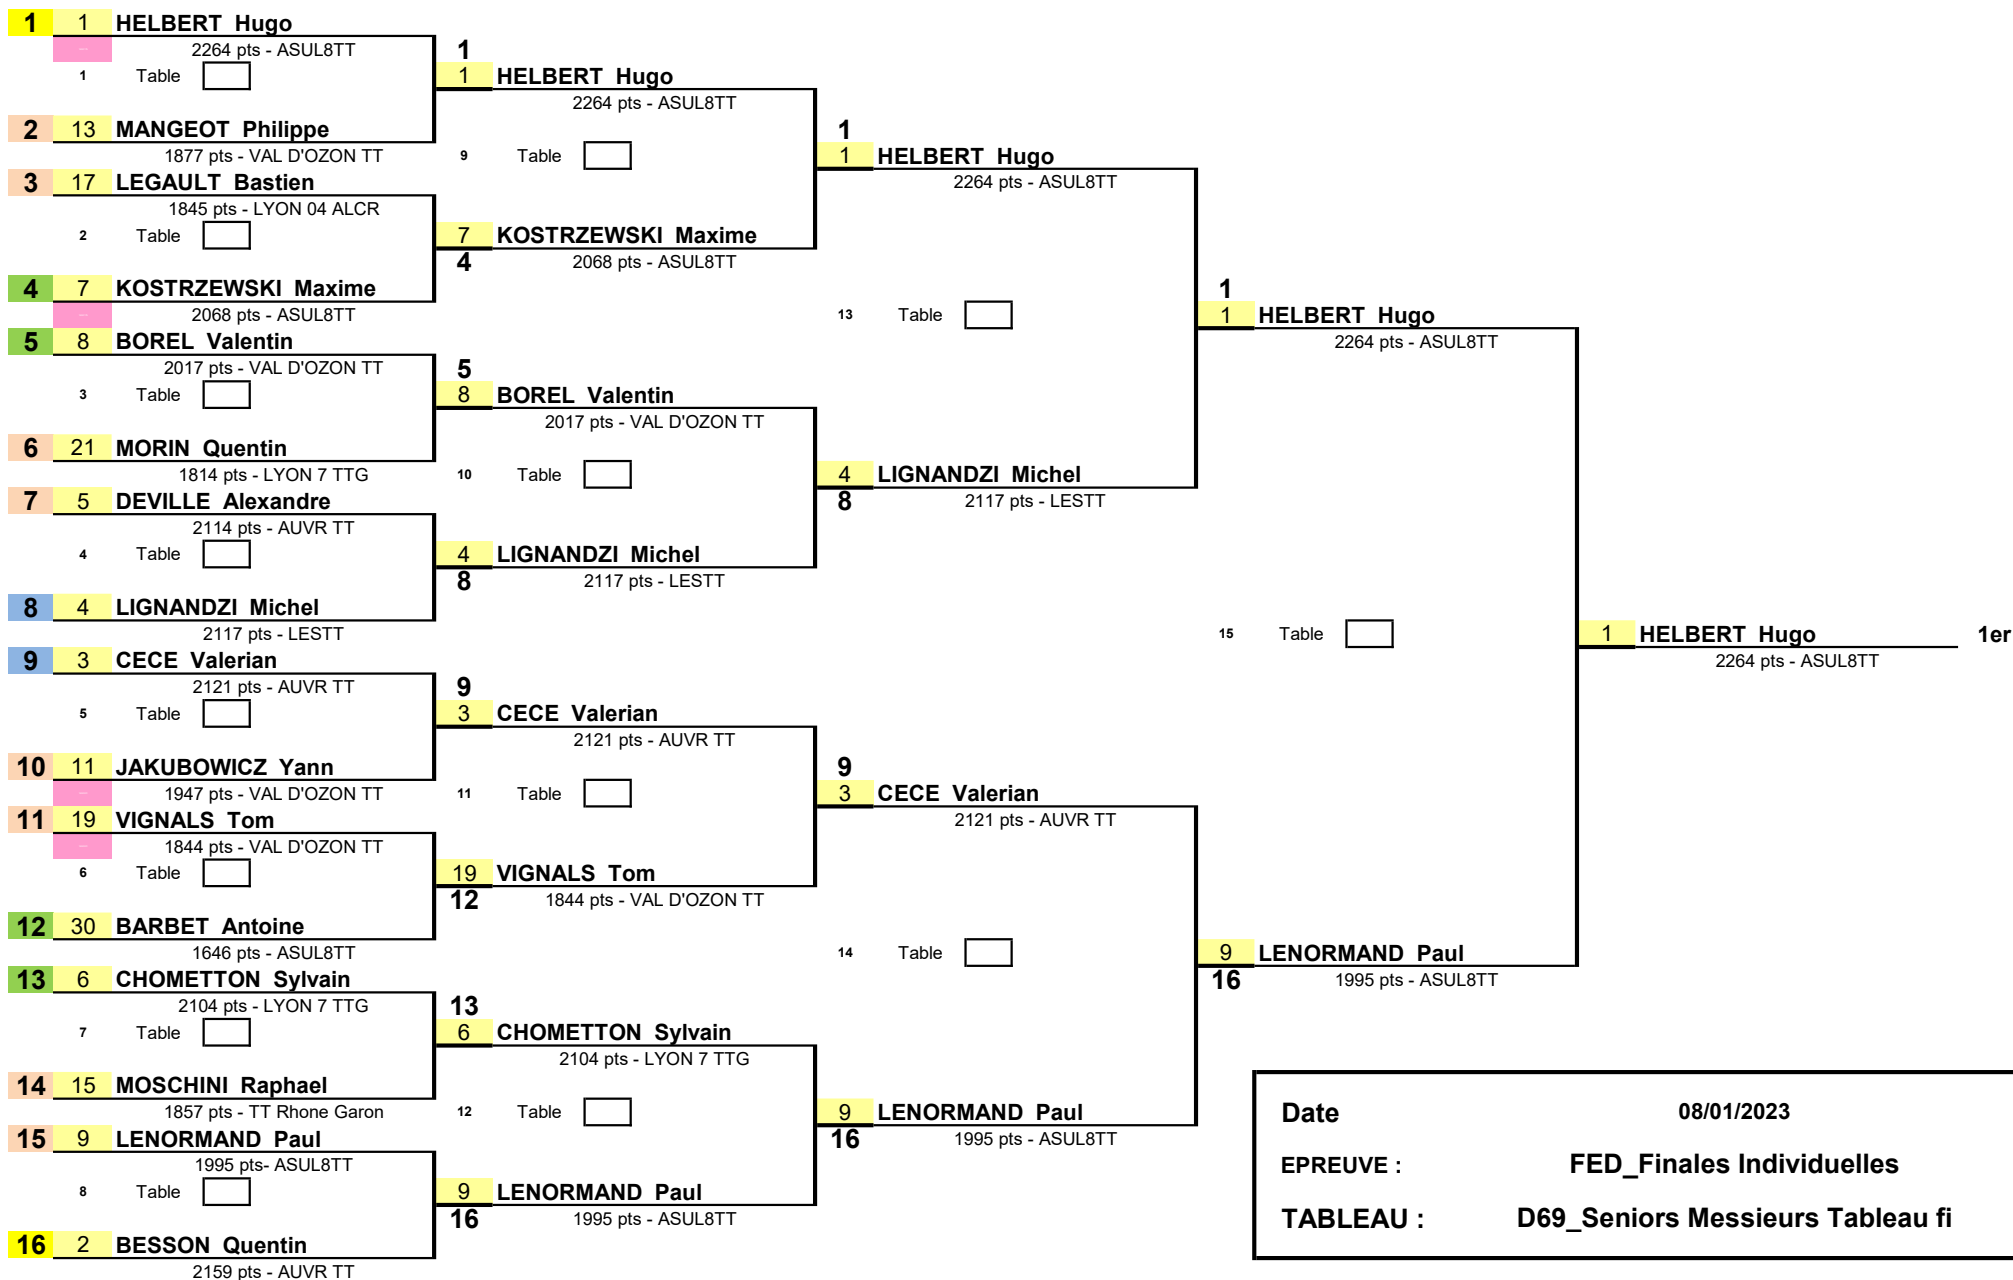 1 1 HELBERT Hugo
2264 pts - ASUL8TT
1 Table
2 13 MANGEOT Philippe
1877 pts - VAL D'OZON TT
3 17 LEGAULT Bastien
1845 pts - LYON 04 ALCR
2 Table
4 7 KOSTRZEWSKI Maxime
2068 pts - ASUL8TT
5 8 BOREL Valentin
2017 pts - VAL D'OZON TT
3 Table
6 21 MORIN Quentin
1814 pts - LYON 7 TTG
7 5 DEVILLE Alexandre
2114 pts - AUVR TT
4 Table
8 4 LIGNANDZI Michel
2117 pts - LESTT
9 3 CECE Valerian
2121 pts - AUVR TT
5 Table
10 11 JAKUBOWICZ Yann
1947 pts - VAL D'OZON TT
11 19 VIGNALS Tom
1844 pts - VAL D'OZON TT
6 Table
12 30 BARBET Antoine
1646 pts - ASUL8TT
13 6 CHOMETTON Sylvain
2104 pts - LYON 7 TTG
7 Table
14 15 MOSCHINI Raphael
1857 pts - TT Rhone Garon
15 9 LENORMAND Paul
1995 pts- ASUL8TT
8 Table
16 2 BESSON Quentin
2159 pts - AUVR TT
1
1 HELBERT Hugo
2264 pts - ASUL8TT
9 Table
7 KOSTRZEWSKI Maxime
4 2068 pts - ASUL8TT
5
8 BOREL Valentin
2017 pts - VAL D'OZON TT
10 Table
4 LIGNANDZI Michel
8 2117 pts - LESTT
9
3 CECE Valerian
2121 pts - AUVR TT
11 Table
19 VIGNALS Tom
12 1844 pts - VAL D'OZON TT
13
6 CHOMETTON Sylvain
2104 pts - LYON 7 TTG
12 Table
9 LENORMAND Paul
16 1995 pts - ASUL8TT
1
1 HELBERT Hugo
2264 pts - ASUL8TT
13 Table
4 LIGNANDZI Michel
8 2117 pts - LESTT
9
3 CECE Valerian
2121 pts - AUVR TT
14 Table
9 LENORMAND Paul
16 1995 pts - ASUL8TT
1
1 HELBERT Hugo
2264 pts - ASUL8TT
15 Table
9 LENORMAND Paul
16 1995 pts - ASUL8TT
1 HELBERT Hugo 1er
2264 pts - ASUL8TT
Date 08/01/2023
EPREUVE : FED_Finales Individuelles
TABLEAU : D69_Seniors Messieurs Tableau fi